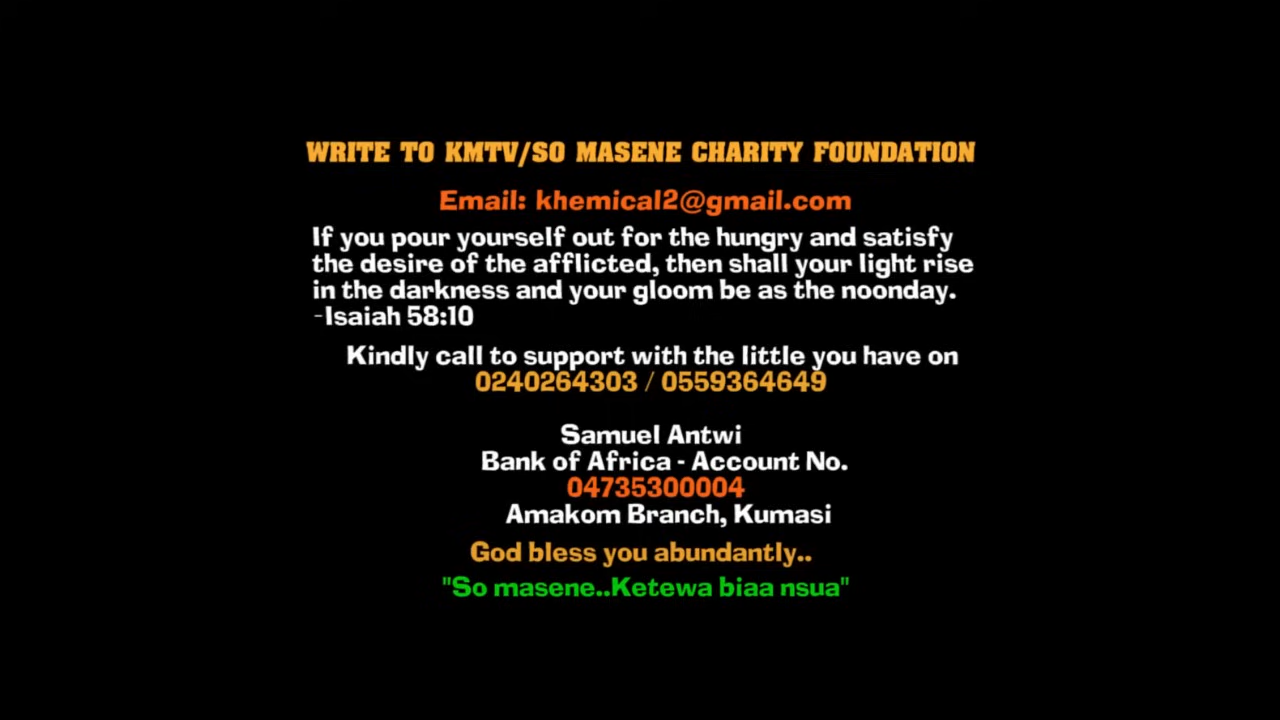 WRITE TO KMTV/SO MASENE CHARITY FOUNDATION
Email: khemical2@gmail.com
If you pour yourself out for the hungry and satisfy
the desire of the afflicted, then shall your light rise
in the darkness and your gloom be as the noonday.
-Isaiah 58:10
Kindly call to support with the little you have on
0240264303 / 0559364649
Samuel Antwi
Bank of Africa - Account No.
04735300004
Amakom Branch, Kumasi
God bless you abundantly..
"So masene..Ketewa biaa nsua"